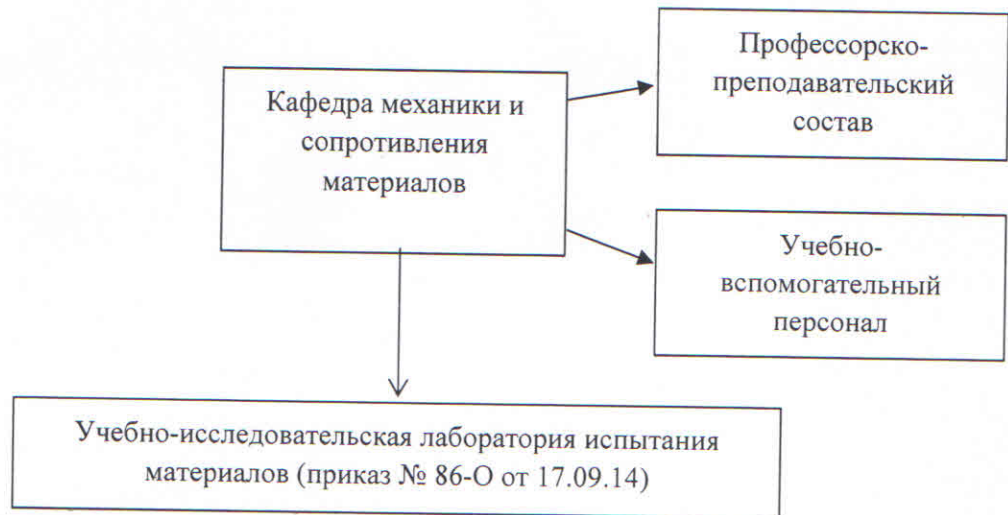 Кафедра механики и
сопротивления
материалов
Профессорско-
преподавательский
состав
Учебно-
вспомогательный
персонал
Учебно-исследовательская лаборатория испытания
материалов (приказ № 86-О от 17.09.14)